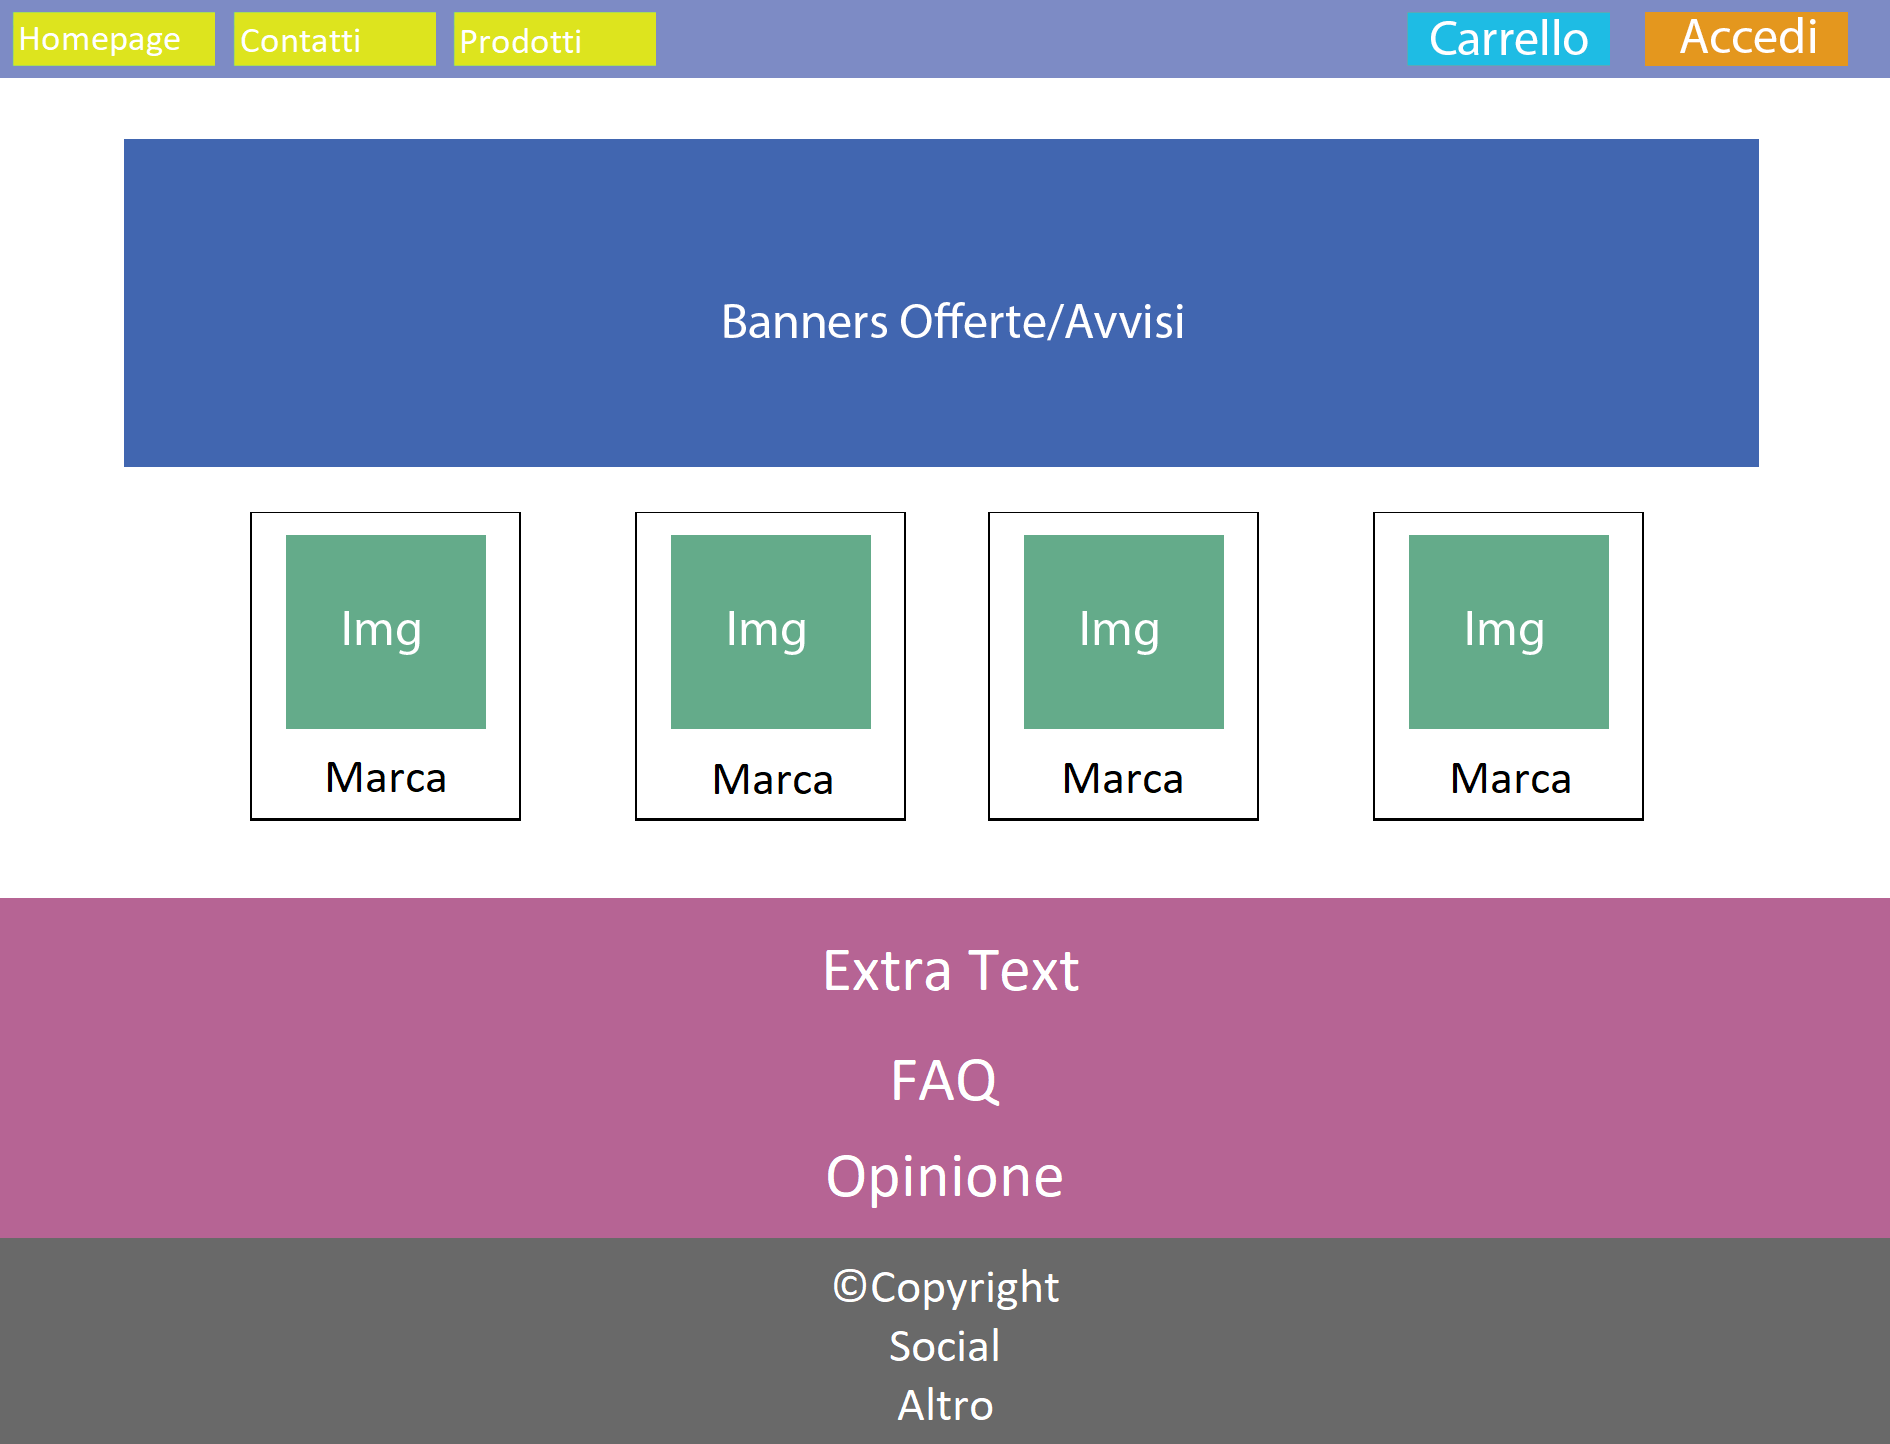 Homepage Contatti Prodotti Carrello Accedi
Banners Offerte/Avvisi
Img Img Img Img
Marca Marca Marca Marca
Extra Text
FAQ
Opinione
©Copyright
Social
Altro